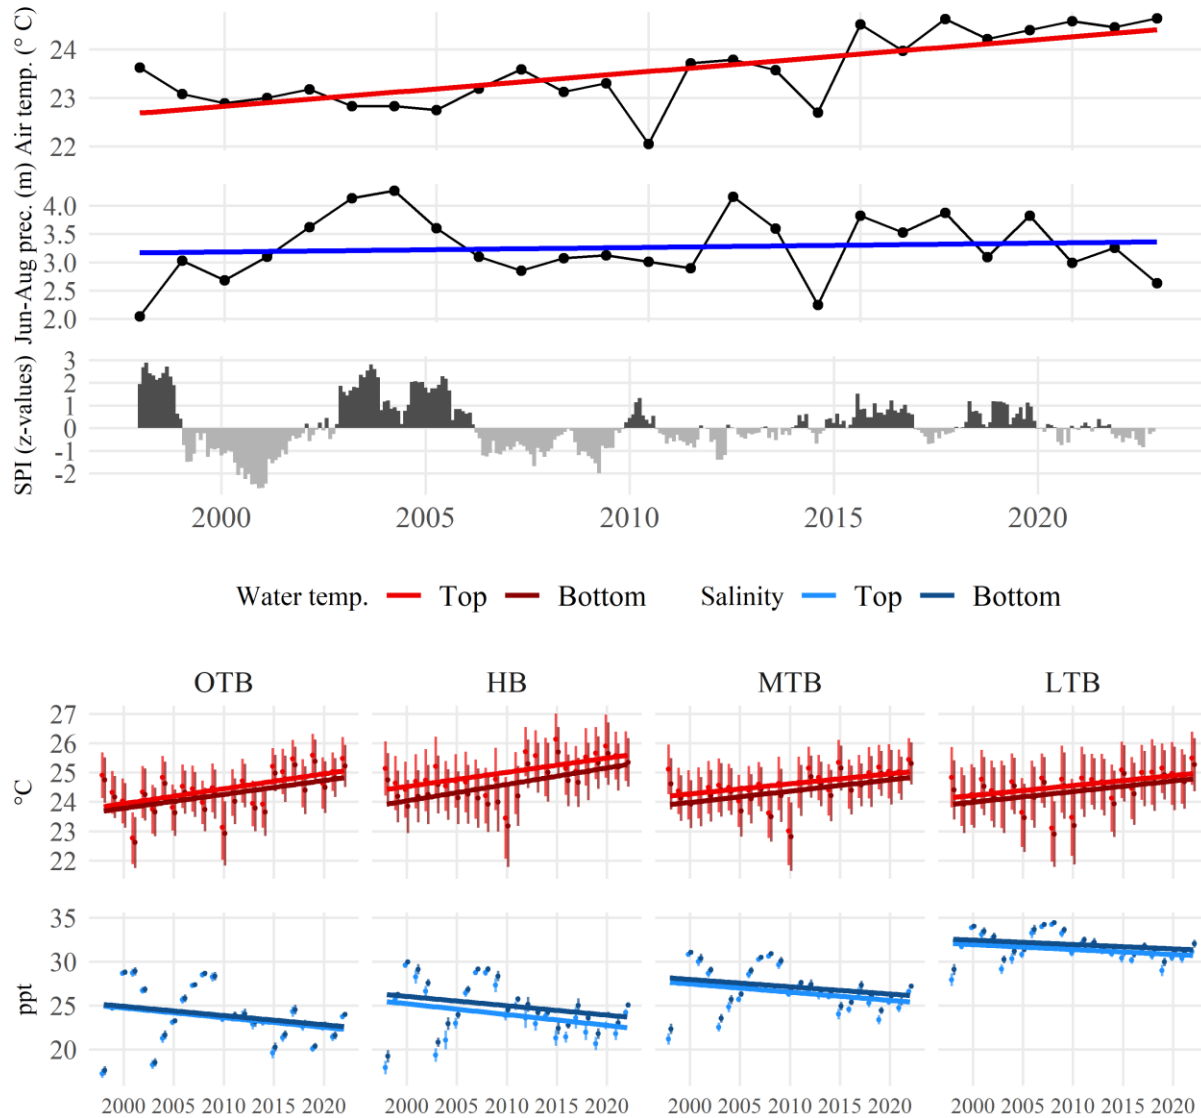 Air temp. (° C)
24
23
22
Jun-Aug prec. (m)
4.0
3.5
3.0
2.5
2.0
SPI (z-values)
3
2
1
0
-1
-2
2000 2005 2010 2015 2020
Water temp. Top Bottom Salinity Top Bottom
OTB HB MTB LTB
°C
27
26
25
24
23
22
ppt
35
30
25
20
2000 2005 2010 2015 2020 2000 2005 2010 2015 2020 2000 2005 2010 2015 2020 2000 2005 2010 2015 2020